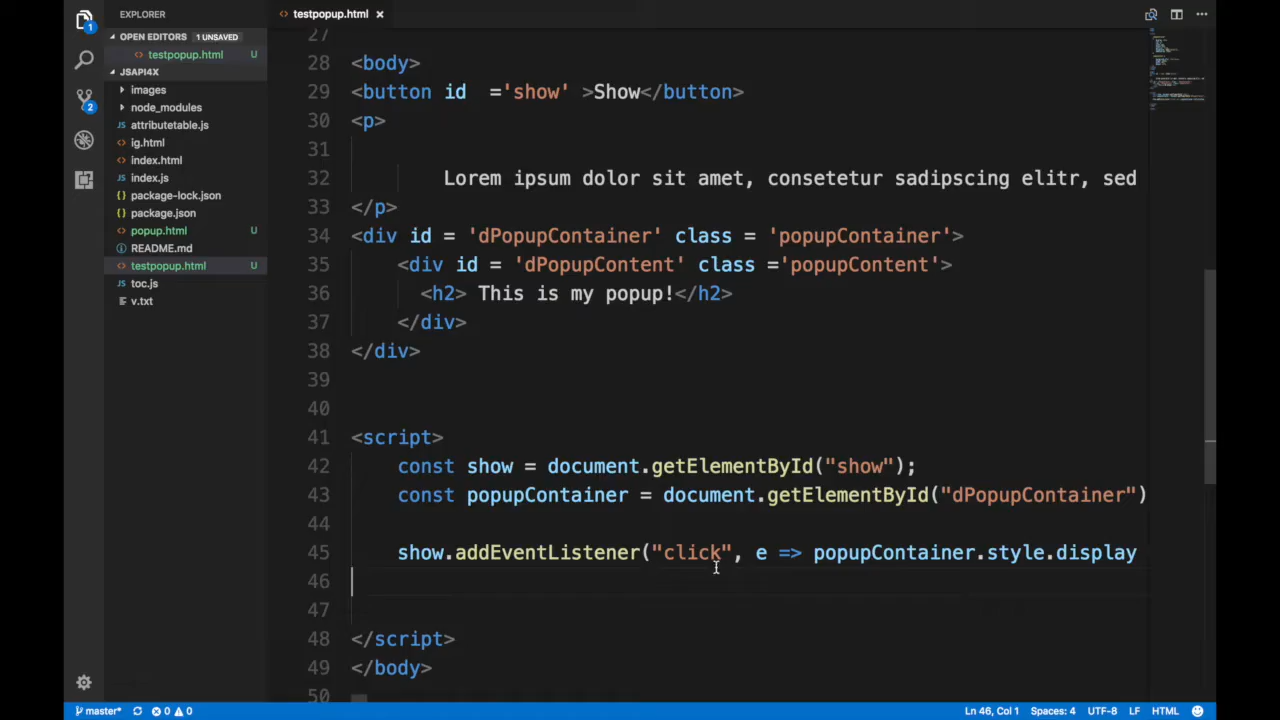 EXPLORER
OPEN EDITORS 1 UNSAVED
testpopup.html U
JSAPI4X
images
node_modules
JS attributetable.js
ig.html
index.html
JS index.js
{} package-lock.json
{} package.json
popup.html U
README.md
testpopup.html U
JS toc.js
v.txt
1
2
testpopup.html ×
27
28 <body>
29 <button id  ='show' >Show</button>
30 <p>
31
32 Lorem ipsum dolor sit amet, consetetur sadipscing elitr, sed
33 </p>
34 <div id = 'dPopupContainer' class = 'popupContainer'>
35 <div id = 'dPopupContent' class ='popupContent'>
36 <h2> This is my popup!</h2>
37 </div>
38 </div>
39
40
41 <script>
42 const show = document.getElementById("show");
43 const popupContainer = document.getElementById("dPopupContainer")
44
45 show.addEventListener("click", e => popupContainer.style.display
46
47
48 </script>
49 </body>
50
master* 0 0 Ln 46, Col 1 Spaces: 4 UTF-8 LF HTML